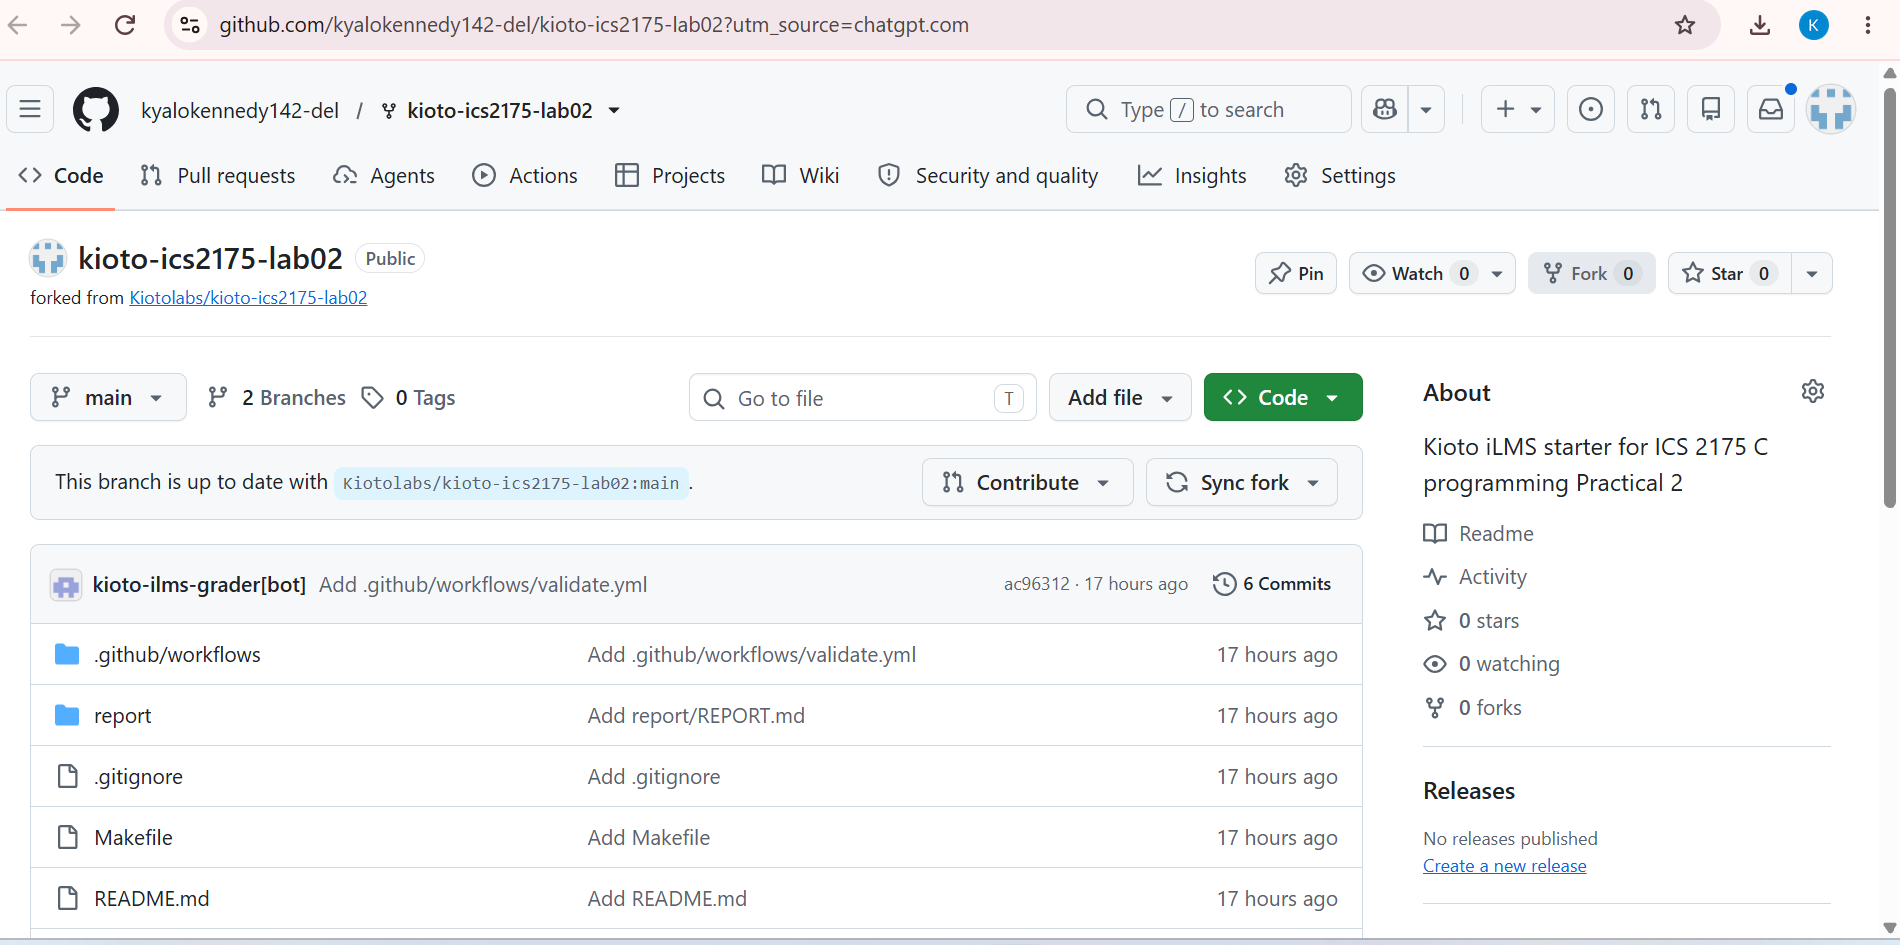 github.com/kyalokennedy142-del/kioto-ics2175-lab02?utm_source=chatgpt.com
K
kyalokennedy142-del / kioto-ics2175-lab02
Type / to search
Code Pull requests Agents Actions Projects Wiki Security and quality Insights Settings
kioto-ics2175-lab02 Public
forked from Kiotolabs/kioto-ics2175-lab02
Pin Watch 0 Fork 0 Star 0
main 2 Branches 0 Tags Go to file T Add file Code
This branch is up to date with Kiotolabs/kioto-ics2175-lab02:main. Contribute Sync fork
kioto-ilms-grader[bot] Add .github/workflows/validate.yml ac96312 · 17 hours ago 6 Commits
.github/workflows Add .github/workflows/validate.yml 17 hours ago
report Add report/REPORT.md 17 hours ago
.gitignore Add .gitignore 17 hours ago
Makefile Add Makefile 17 hours ago
README.md Add README.md 17 hours ago
About
Kioto iLMS starter for ICS 2175 C
programming Practical 2
Readme
Activity
0 stars
0 watching
0 forks
Releases
No releases published
Create a new release